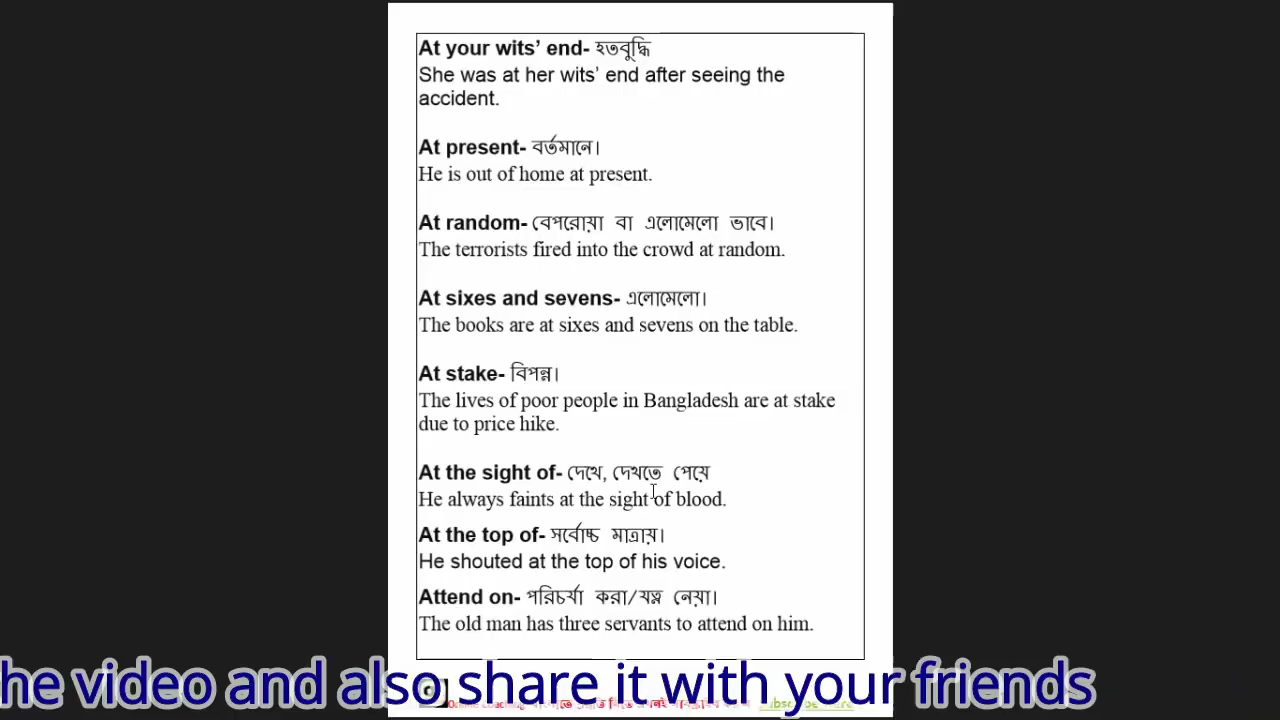 At your wits’ end- হতবুদ্ধি
She was at her wits’ end after seeing the
accident.
At present- বর্তমানে।
He is out of home at present.
At random- বেপরোয়া বা এলোমেলো ভাবে।
The terrorists fired into the crowd at random.
At sixes and sevens- এলোমেলো।
The books are at sixes and sevens on the table.
At stake- বিপন্ন।
The lives of poor people in Bangladesh are at stake
due to price hike.
At the sight of- দেখে, দেখতে পেয়ে
He always faints at the sight of blood.
At the top of- সর্বোচ্চ মাত্রায়।
He shouted at the top of his voice.
Attend on- পরিচর্যা করা/যত্ন নেয়া।
The old man has three servants to attend on him.
he video and also share it with your friends